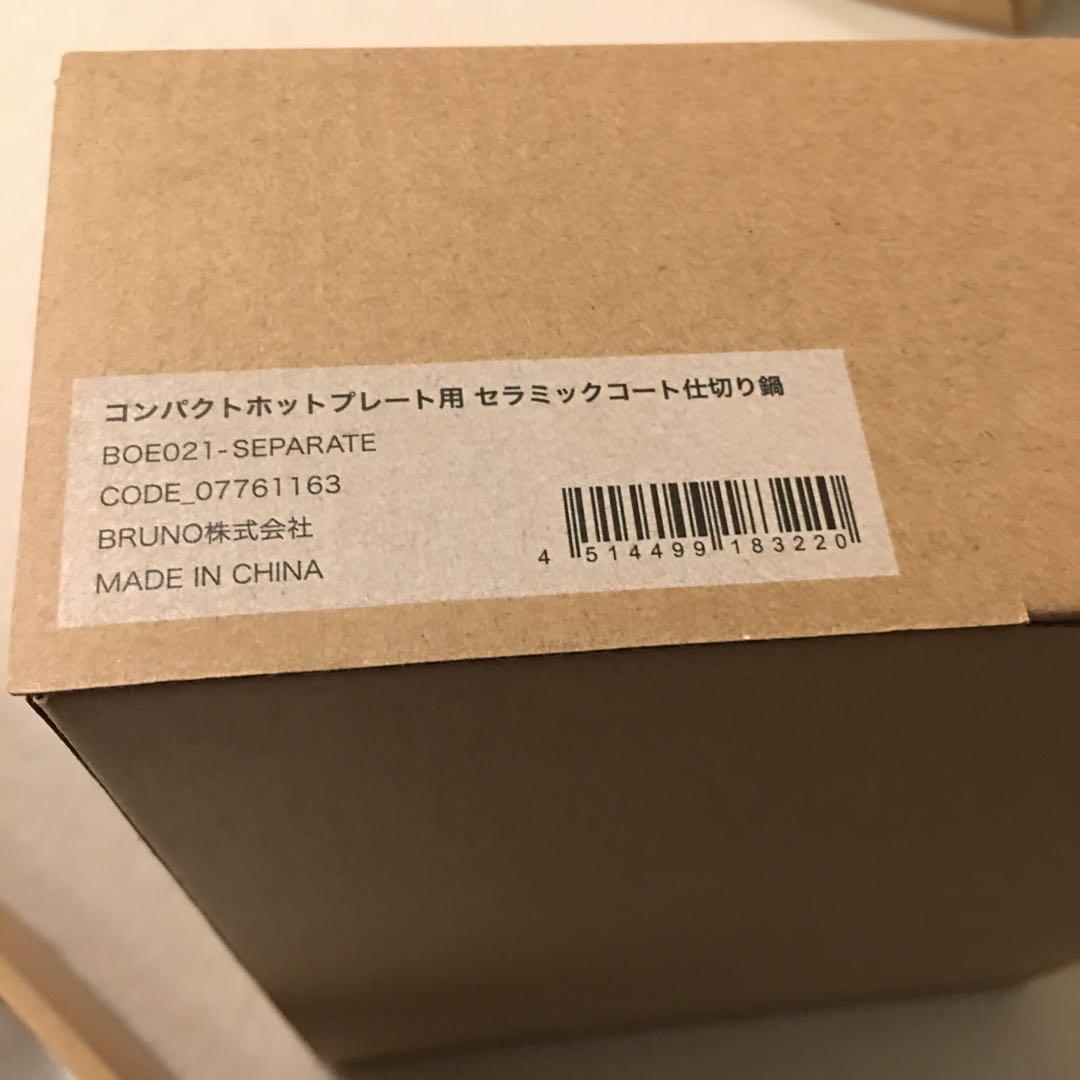 コンパクトホットプレート用 セラミックコート仕切り鍋
BOE021-SEPARATE
CODE_07761163
BRUNO株式会社
MADE IN CHINA
4 514499 183220